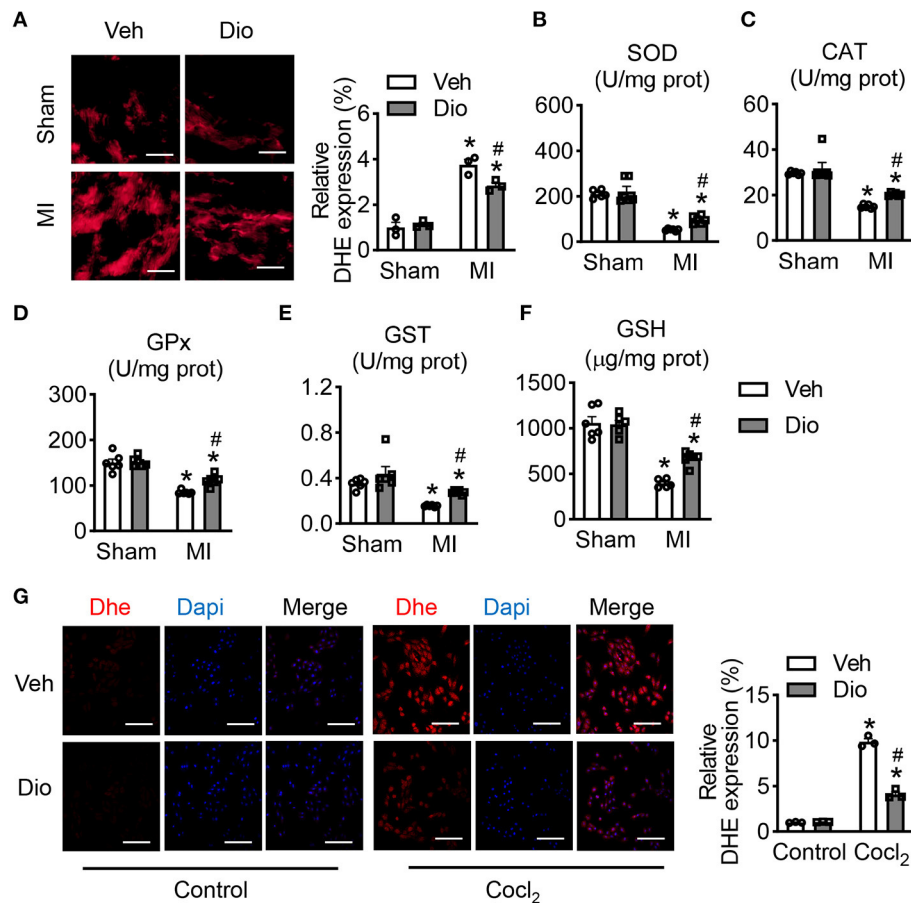 A
Veh
Dio
Sham
MI
Relative
DHE expression (%)
6
4
2
0
Veh
Dio
*
#
*
Sham
MI
B
SOD
(U/mg prot)
600
400
200
0
*
#
*
Sham
MI
C
CAT
(U/mg prot)
60
40
20
0
*
#
*
Sham
MI
D
GPx
(U/mg prot)
300
200
100
0
*
#
*
Sham
MI
E
GST
(U/mg prot)
1.2
0.8
0.4
0.0
*
#
*
Sham
MI
F
GSH
(μg/mg prot)
1500
1000
500
0
*
#
*
Sham
MI
Veh
Dio
G
Dhe
Dapi
Merge
Dhe
Dapi
Merge
Veh
Dio
Control
Cocl₂
Relative
DHE expression (%)
15
10
5
0
Veh
Dio
*
#
*
Control
Cocl₂